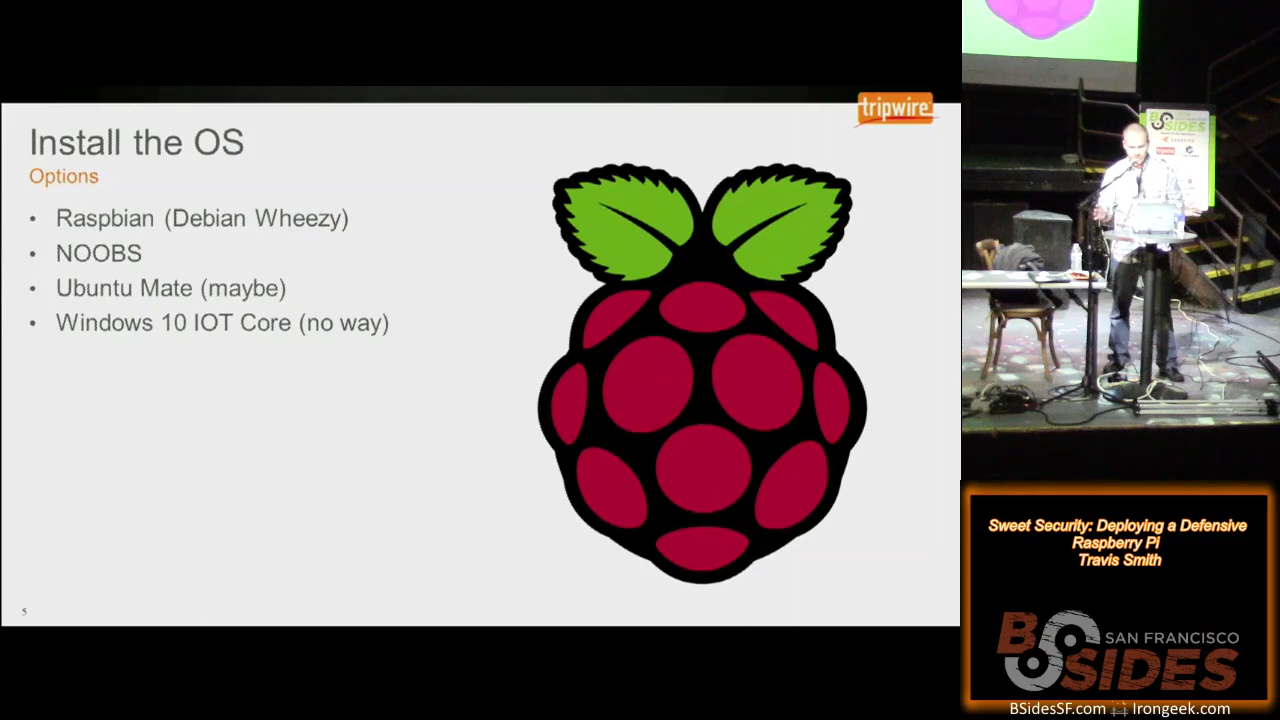 tripwire
Install the OS
Options
• Raspbian (Debian Wheezy)
• NOOBS
• Ubuntu Mate (maybe)
• Windows 10 IOT Core (no way)
5
BSIDES
Sweet Security: Deploying a Defensive
Raspberry Pi
Travis Smith
BSIDES
SAN FRANCISCO
BSidesSF.com
Irongeek.com